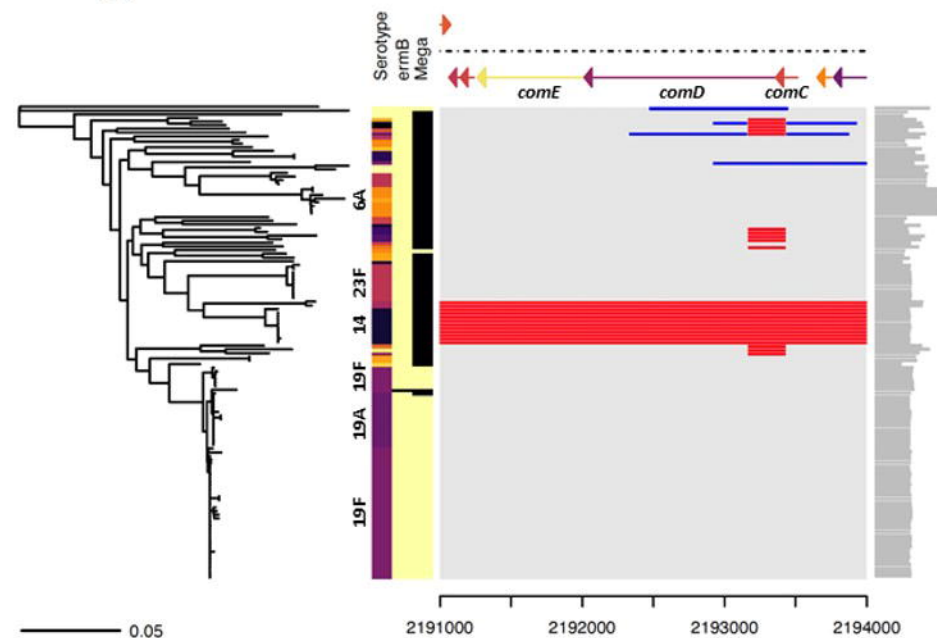 Serotype
ermB
Mega
comE comD comC
6A
23F
14
19F
19A
19F
0.05
2191000 2192000 2193000 2194000